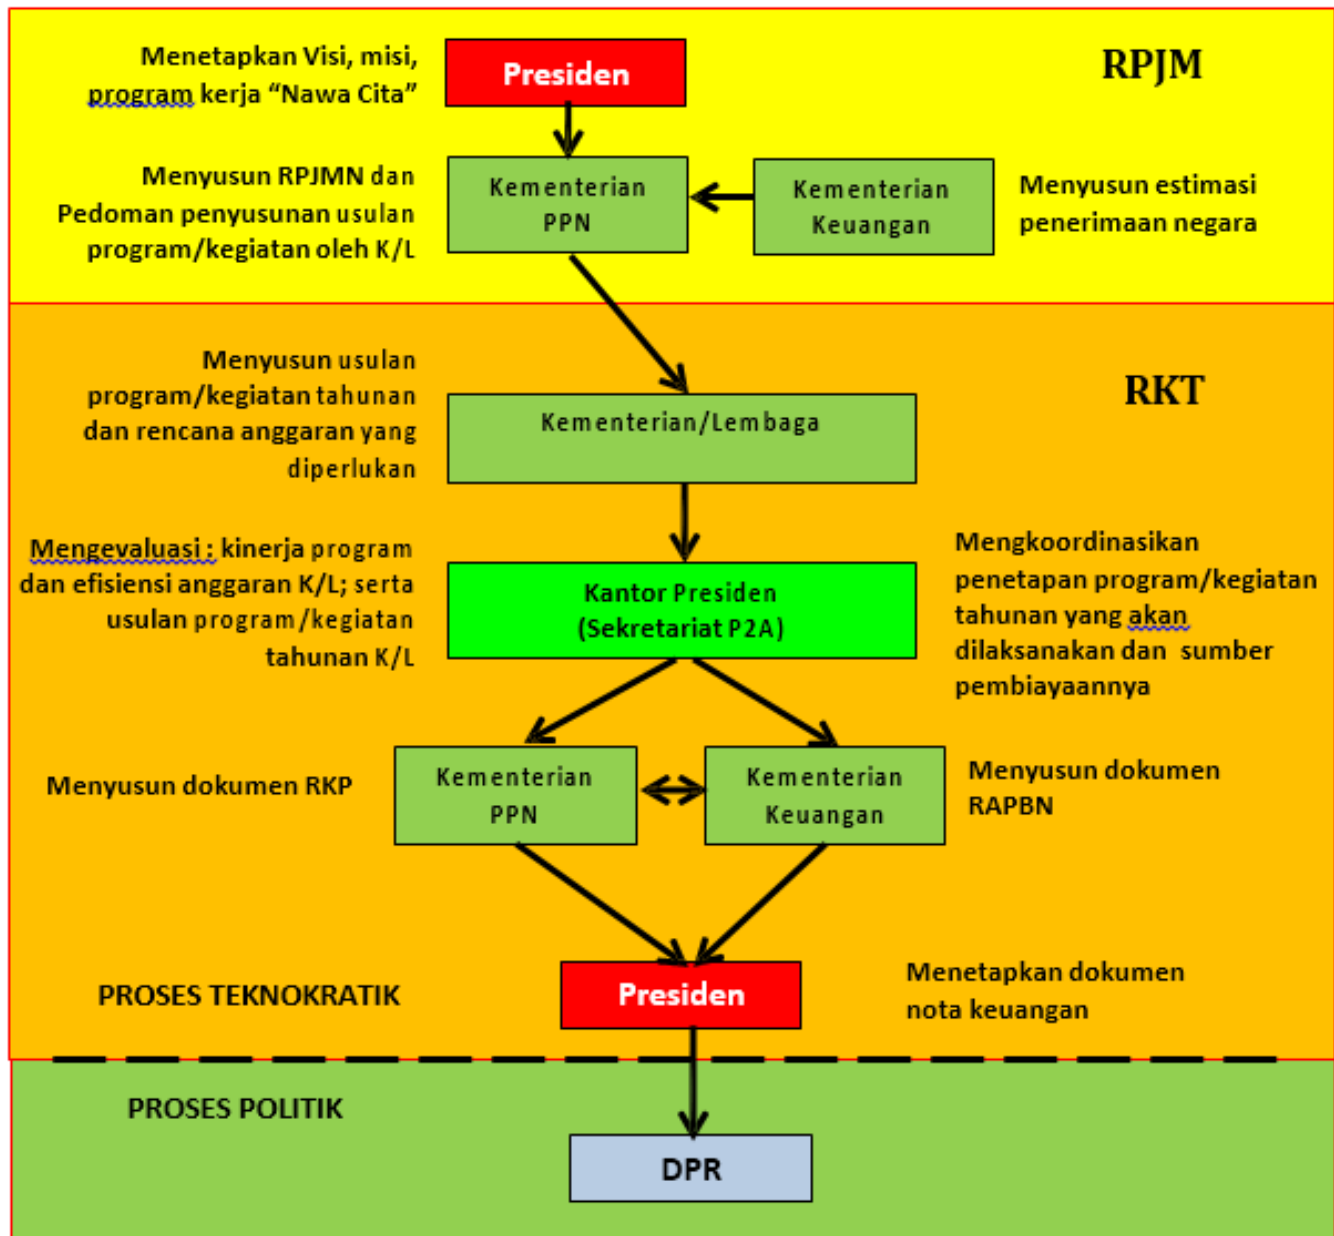 Menetapkan Visi, misi,
program kerja “Nawa Cita”
Presiden
RPJM
Menyusun RPJMN dan
Pedoman penyusunan usulan
program/kegiatan oleh K/L
Kementerian
PPN
Kementerian
Keuangan
Menyusun estimasi
penerimaan negara
Menyusun usulan
program/kegiatan tahunan
dan rencana anggaran yang
diperlukan
Kementerian/Lembaga
RKT
Mengevaluasi : kinerja program
dan efisiensi anggaran K/L; serta
usulan program/kegiatan
tahunan K/L
Kantor Presiden
(Sekretariat P2A)
Mengkoordinasikan
penetapan program/kegiatan
tahunan yang akan
dilaksanakan dan sumber
pembiayaannya
Menyusun dokumen RKP
Kementerian
PPN
Kementerian
Keuangan
Menyusun dokumen
RAPBN
PROSES TEKNOKRATIK
Presiden
Menetapkan dokumen
nota keuangan
PROSES POLITIK
DPR